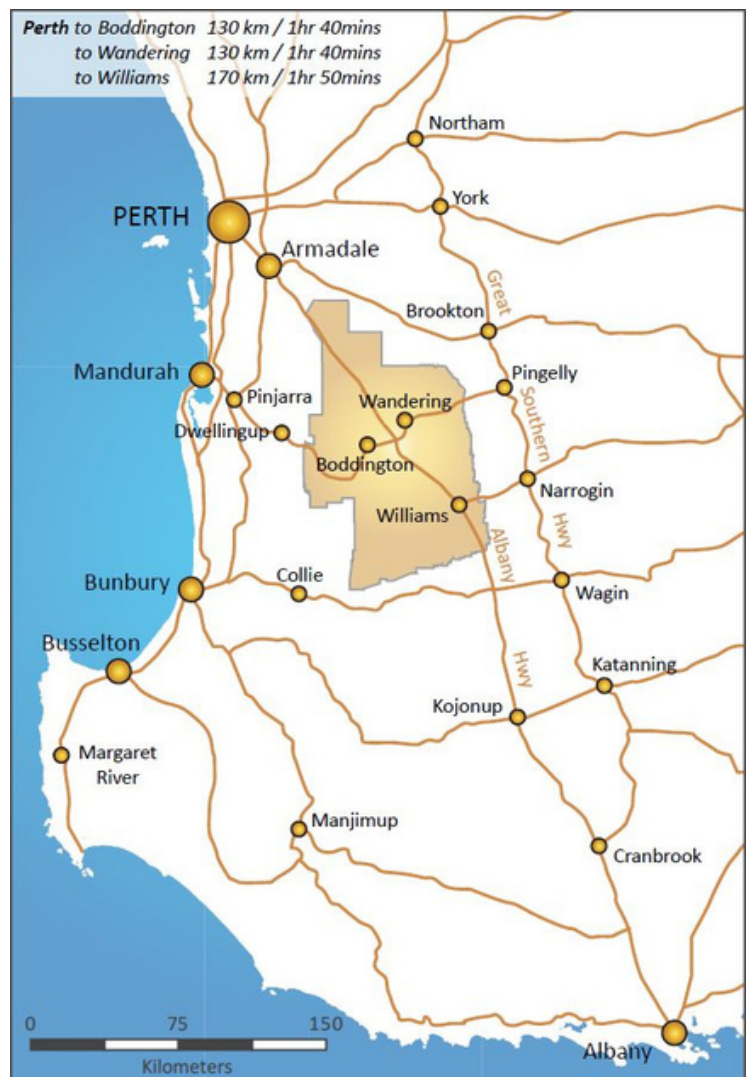 Perth to Boddington 130 km / 1hr 40mins
to Wandering 130 km / 1hr 40mins
to Williams 170 km / 1hr 50mins
Northam
York
PERTH
Armadale
Great
Brookton
Mandurah
Pingelly
Pinjarra
Wandering
Southern
Dwellingup
Boddington
Narrogin
Williams
Hwy
Albany
Collie
Bunbury
Wagin
Busselton
Katanning
Hwy
Kojonup
Margaret
River
Manjimup
Cranbrook
0 75 150
Albany
Kilometers